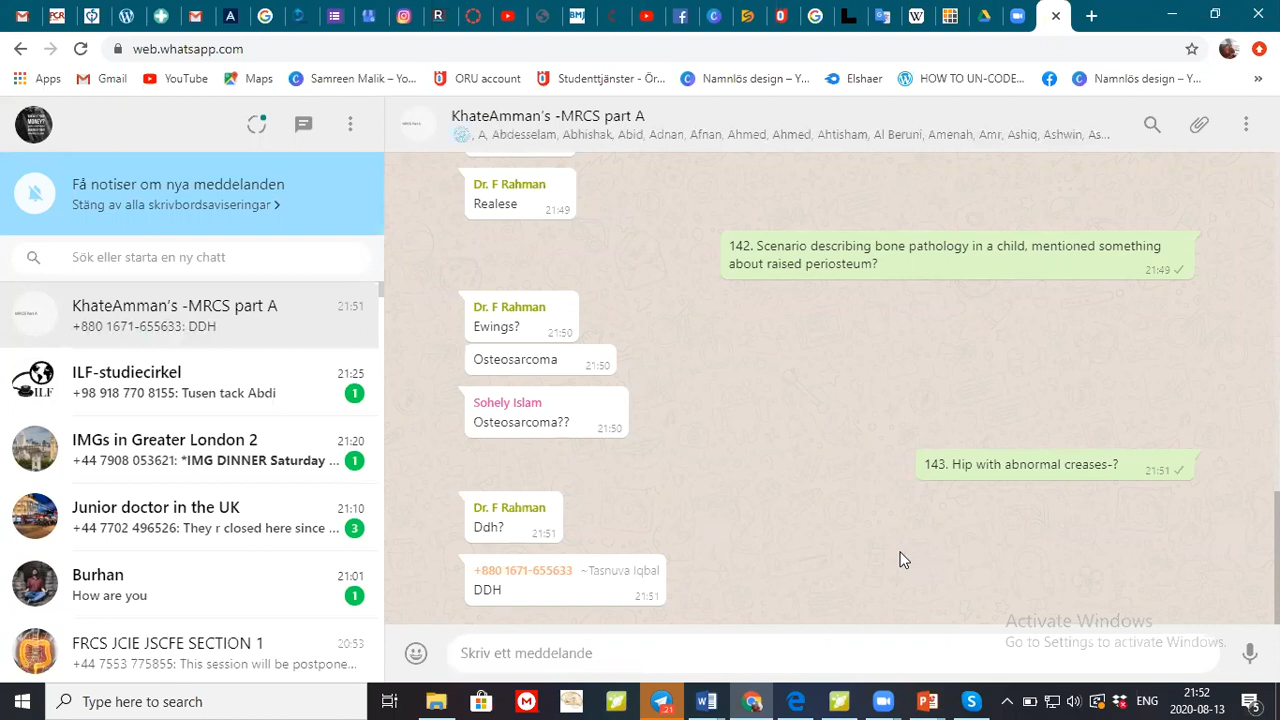 web.whatsapp.com
Apps
Gmail
YouTube
Maps
Samreen Malik – Yo...
ORU account
Studenttjänster - Ör...
Namnlös design – Y...
Elshaer
HOW TO UN-CODE...
Namnlös design – Y...
»
Få notiser om nya meddelanden
Stäng av alla skrivbordsaviseringar >
Sök eller starta en ny chatt
KhateAmman's -MRCS part A
21:51
+880 1671-655633: DDH
ILF-studiecirkel
21:25
+98 918 770 8155: Tusen tack Abdi
1
IMGs in Greater London 2
21:20
+44 7908 053621: *IMG DINNER Saturday ...
1
Junior doctor in the UK
21:10
+44 7702 496526: They r closed here since ...
3
Burhan
21:01
How are you
1
FRCS JCIE JSCFE SECTION 1
20:53
+44 7553 775855: This session will be postpone...
KhateAmman's -MRCS part A
, A, Abdesselam, Abhishak, Abid, Adnan, Afnan, Ahmed, Ahmed, Ahtisham, Al Beruni, Amenah, Amr, Ashiq, Ashwin, As...
Dr. F Rahman
Realese
21:49
142. Scenario describing bone pathology in a child, mentioned something
about raised periosteum?
21:49
Dr. F Rahman
Ewings?
21:50
Osteosarcoma
21:50
Sohely Islam
Osteosarcoma??
21:50
143. Hip with abnormal creases-?
21:51
Dr. F Rahman
Ddh?
21:51
+880 1671-655633 ~Tasnuva Iqbal
DDH
21:51
Activate Windows
Go to Settings to activate Windows.
Skriv ett meddelande
Type here to search
21
ENG
21:52
2020-08-13
5